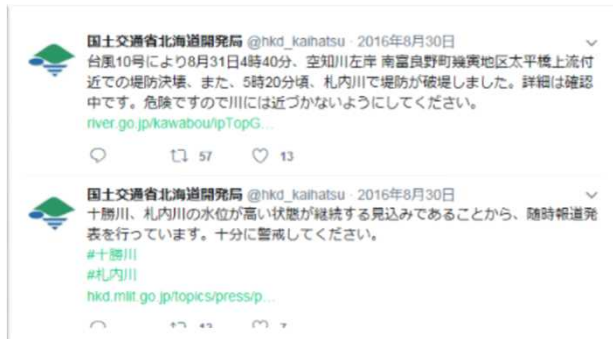 国土交通省北海道開発局 @hkd_kaihatsu · 2016年8月30日
台風10号により8月31日4時40分、空知川左岸 南富良野町幾寅地区太平橋上流付
近での堤防決壊、また、5時20分頃、札内川で堤防が破堤しました。詳細は確認
中です。危険ですので川には近づかないようにしてください。
river.go.jp/kawabou/ipTopG...
57 13
国土交通省北海道開発局 @hkd_kaihatsu · 2016年8月30日
十勝川、札内川の水位が高い状態が継続する見込みであることから、随時報道発
表を行っています。十分に警戒してください。
#十勝川
#札内川
hkd.mlit.go.jp/topics/press/p...
13 7